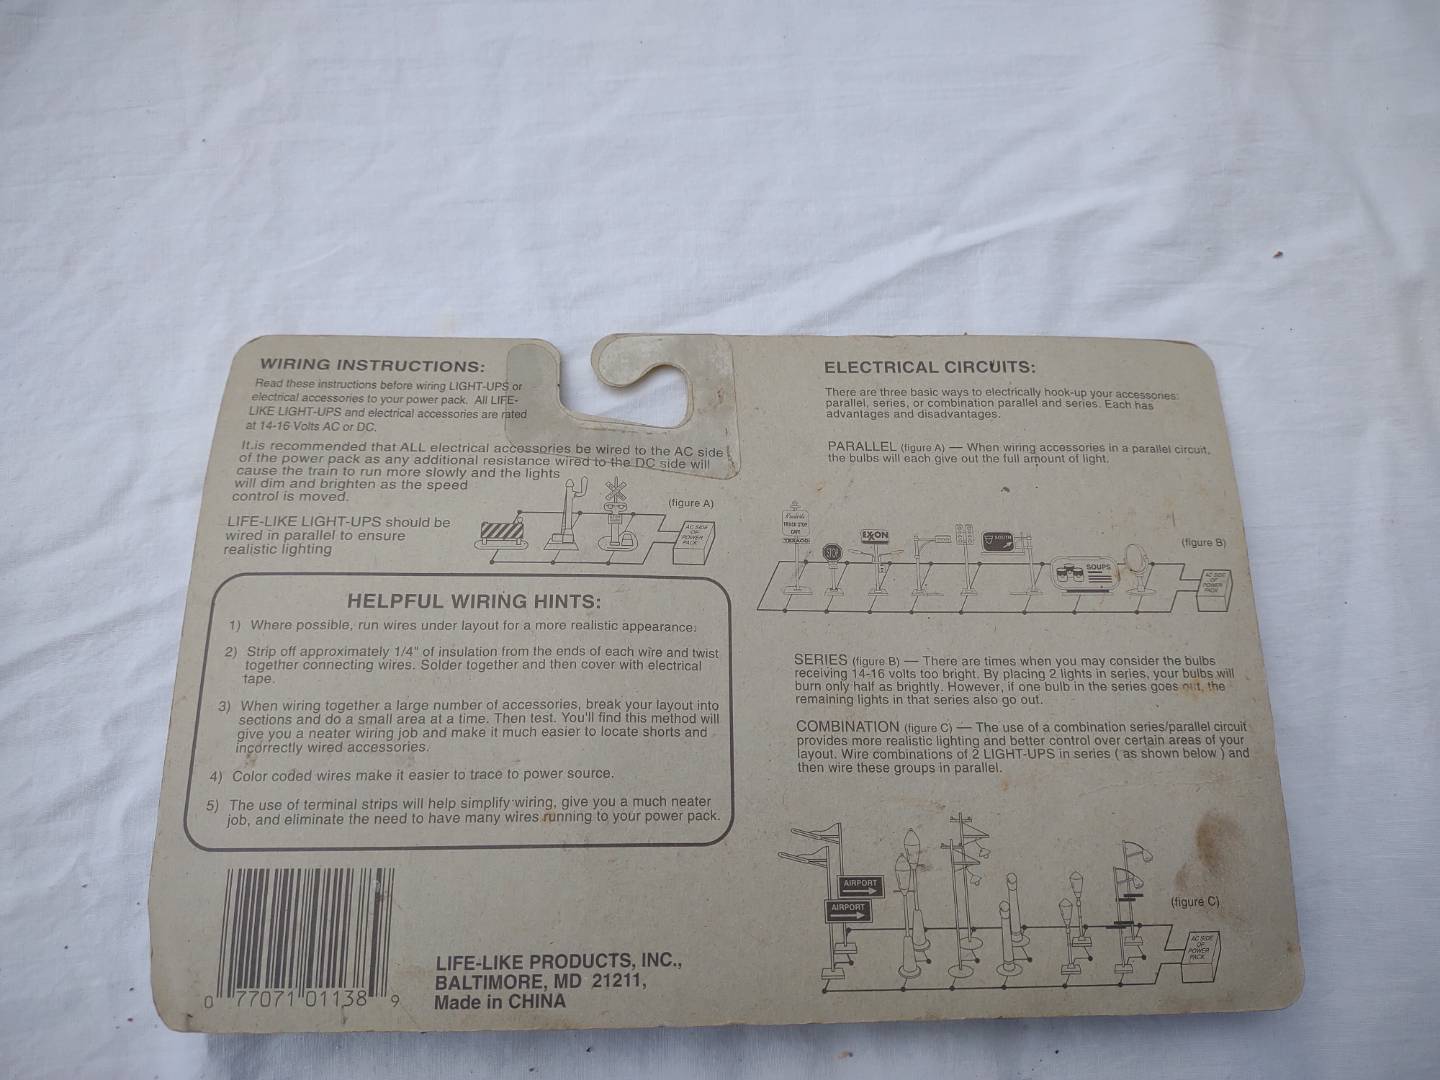 WIRING INSTRUCTIONS:
Read these instructions before wiring LIGHT-UPS or
electrical accessories to your power pack. All LIFE-
LIKE LIGHT-UPS and electrical accessories are rated
at 14-16 Volts AC or DC.
It is recommended that ALL electrical accessories be wired to the AC side
of the power pack as any additional resistance wired to the DC side will
cause the train to run more slowly and the lights
will dim and brighten as the speed
control is moved.
(figure A)
AC SIDE
OF
POWER
PACK
LIFE-LIKE LIGHT-UPS should be
wired in parallel to ensure
realistic lighting
HELPFUL WIRING HINTS:
1) Where possible, run wires under layout for a more realistic appearance.
2) Strip off approximately 1/4" of insulation from the ends of each wire and twist
together connecting wires. Solder together and then cover with electrical
tape.
3) When wiring together a large number of accessories, break your layout into
sections and do a small area at a time. Then test. You'll find this method will
give you a neater wiring job and make it much easier to locate shorts and
incorrectly wired accessories.
4) Color coded wires make it easier to trace to power source.
5) The use of terminal strips will help simplify wiring, give you a much neater
job, and eliminate the need to have many wires running to your power pack.
0 77071 01138 9
LIFE-LIKE PRODUCTS, INC.,
BALTIMORE, MD 21211,
Made in CHINA
ELECTRICAL CIRCUITS:
There are three basic ways to electrically hook-up your accessories:
parallel, series, or combination parallel and series. Each has
advantages and disadvantages.
PARALLEL (figure A) — When wiring accessories in a parallel circuit,
the bulbs will each give out the full amount of light.
TRUCK STOP
CAFE
TEXACO
STOP
EXXON
SOUTH
SOUPS
(figure B)
AC SIDE
OF
POWER
PACK
SERIES (figure B) — There are times when you may consider the bulbs
receiving 14-16 volts too bright. By placing 2 lights in series, your bulbs will
burn only half as brightly. However, if one bulb in the series goes out, the
remaining lights in that series also go out.
COMBINATION (figure C) — The use of a combination series/parallel circuit
provides more realistic lighting and better control over certain areas of your
layout. Wire combinations of 2 LIGHT-UPS in series ( as shown below ) and
then wire these groups in parallel.
AIRPORT
AIRPORT
(figure C)
AC SIDE
OF
POWER
PACK